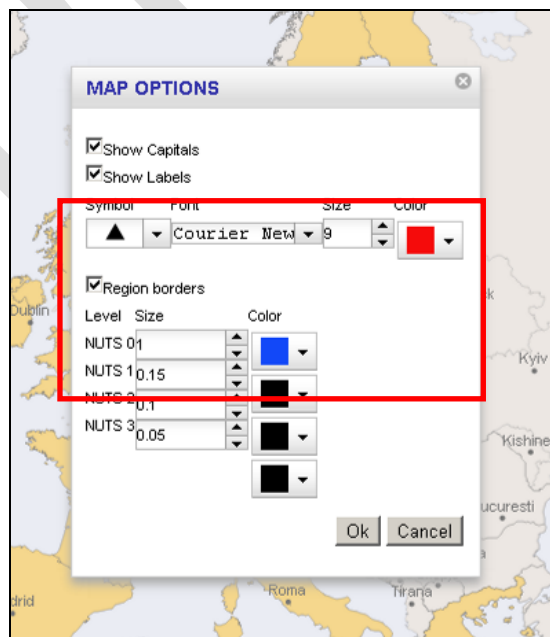 MAP OPTIONS
Show Capitals
Show Labels
Symbol Font Size Color
Courier New 9
Region borders
Level Size Color
NUTS 0 1
NUTS 1 0.15
NUTS 2 0.1
NUTS 3 0.05
Ok Cancel
Dublin
Kyiv
Kishine
ucuresti
Roma
Tirana
drid
k
a